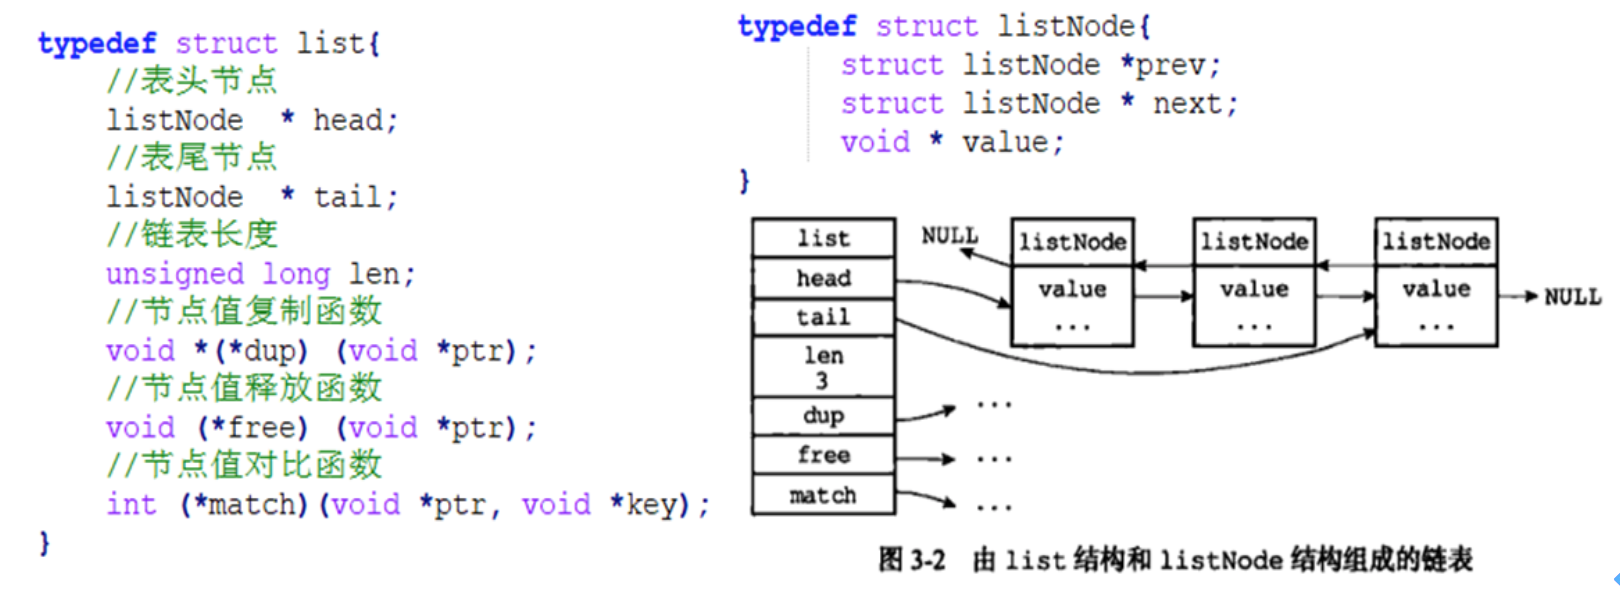 typedef struct list{
//表头节点
listNode  * head;
//表尾节点
listNode  * tail;
//链表长度
unsigned long len;
//节点值复制函数
void *(*dup) (void *ptr);
//节点值释放函数
void (*free) (void *ptr);
//节点值对比函数
int (*match)(void *ptr, void *key);
}
typedef struct listNode{
struct listNode *prev;
struct listNode * next;
void * value;
}
list
head
tail
len
3
dup
free
match
NULL
listNode
value
...
listNode
value
...
listNode
value
...
NULL
...
...
...
图 3-2 由 list 结构和 listNode 结构组成的链表